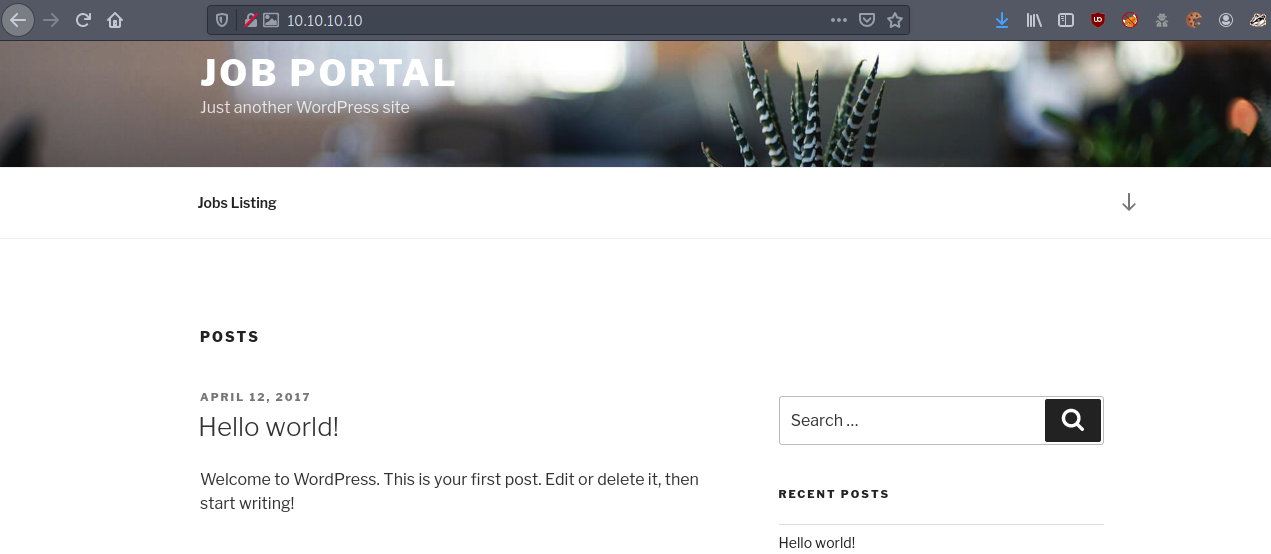 10.10.10.10
JOB PORTAL
Just another WordPress site
Jobs Listing
POSTS
APRIL 12, 2017
Hello world!
Welcome to WordPress. This is your first post. Edit or delete it, then
start writing!
Search …
RECENT POSTS
Hello world!